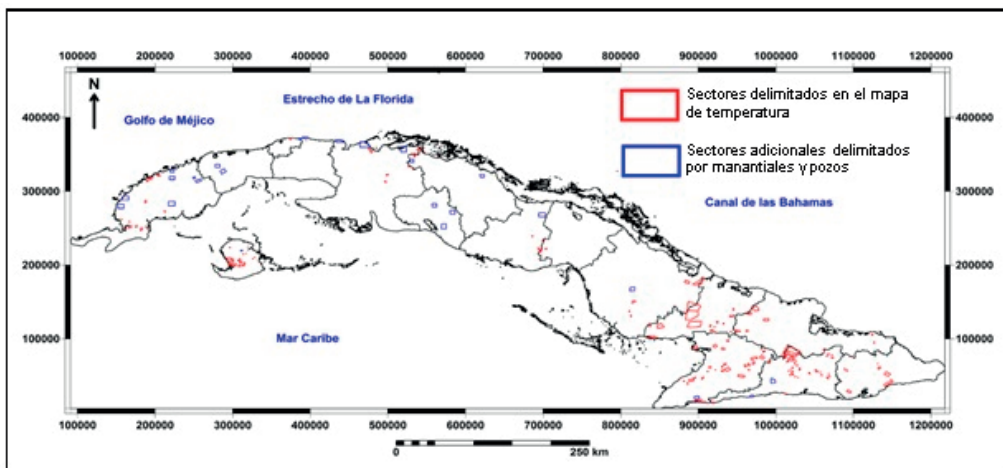 100000 200000 300000 400000 500000 600000 700000 800000 900000 1000000 1100000 1200000
N
Estrecho de La Florida
Golfo de Méjico
Sectores delimitados en el mapa
de temperatura
Sectores adicionales delimitados
por manantiales y pozos
400000 400000
300000 300000
Canal de las Bahamas
200000 200000
Mar Caribe
100000 100000
100000 200000 300000 400000 500000 600000 700000 800000 900000 1000000 1100000 1200000
0 250 km